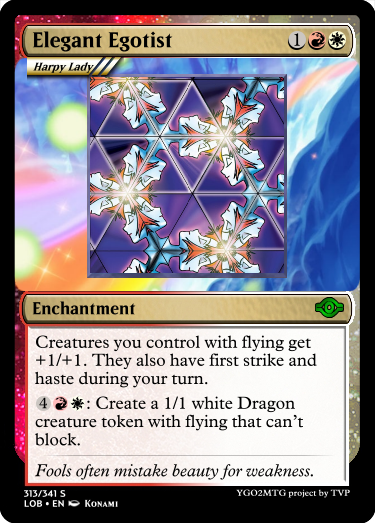 Elegant Egotist 1
Harpy Lady
Enchantment
Creatures you control with flying get
+1/+1. They also have first strike and
haste during your turn.
4 : Create a 1/1 white Dragon
creature token with flying that can't
block.
Fools often mistake beauty for weakness.
313/341 S
LOB • EN Konami
YGO2MTG project by TVP